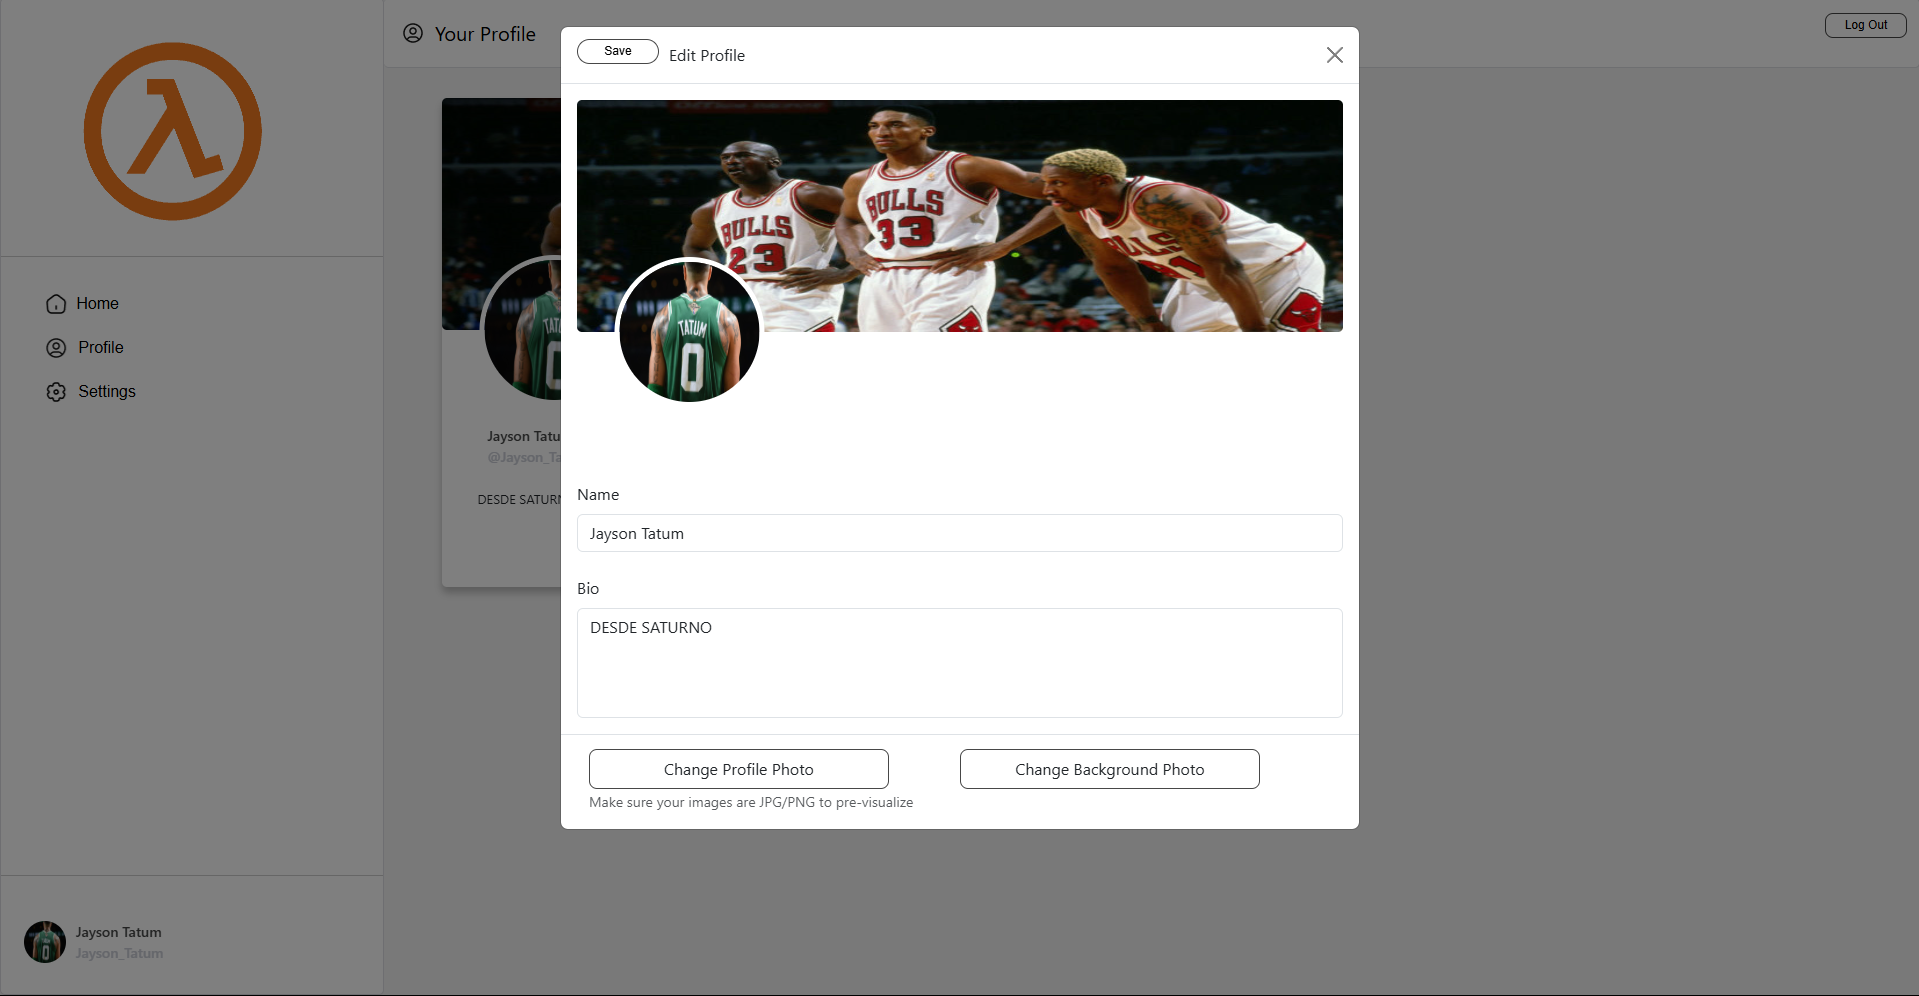 Your Profile
Log Out
Save
Edit Profile
BULLS
23
BULLS
33
TATUM
0
Home
Profile
Settings
Jayson Tatu
@Jayson_Ta
DESDE SATURN
Name
Jayson Tatum
Bio
DESDE SATURNO
Change Profile Photo
Change Background Photo
Make sure your images are JPG/PNG to pre-visualize
Jayson Tatum
Jayson_Tatum